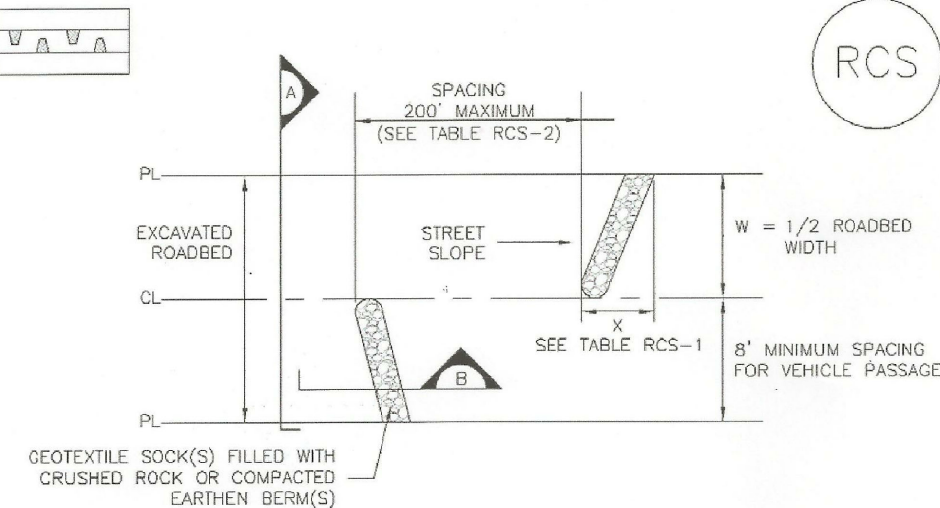 RCS
A
SPACING
200' MAXIMUM
(SEE TABLE RCS-2)
PL
EXCAVATED
ROADBED
STREET
SLOPE
W = 1/2 ROADBED
WIDTH
CL
X
SEE TABLE RCS-1
8' MINIMUM SPACING
FOR VEHICLE PASSAGE
B
PL
GEOTEXTILE SOCK(S) FILLED WITH
CRUSHED ROCK OR COMPACTED
EARTHEN BERM(S)